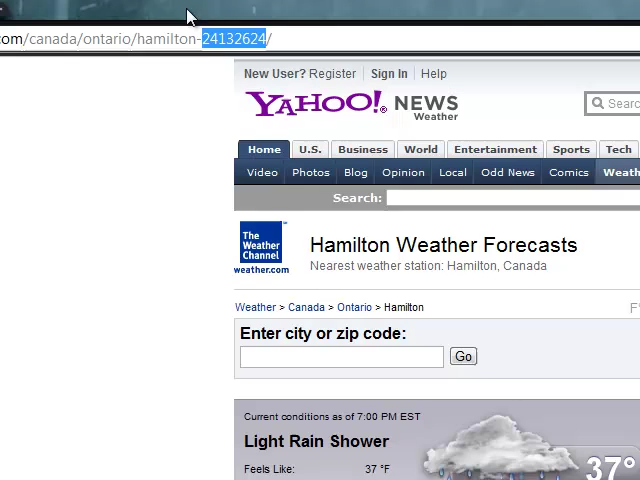 com/canada/ontario/hamilton-24132624/
New User? Register Sign In Help
YAHOO! NEWS
Weather
Searc
Home U.S. Business World Entertainment Sports Tech
Video Photos Blog Opinion Local Odd News Comics Weath
Search:
The Weather Channel
weather.com
Hamilton Weather Forecasts
Nearest weather station: Hamilton, Canada
Weather > Canada > Ontario > Hamilton F°
Enter city or zip code:
Go
Current conditions as of 7:00 PM EST
Light Rain Shower
Feels Like: 37 °F
37°